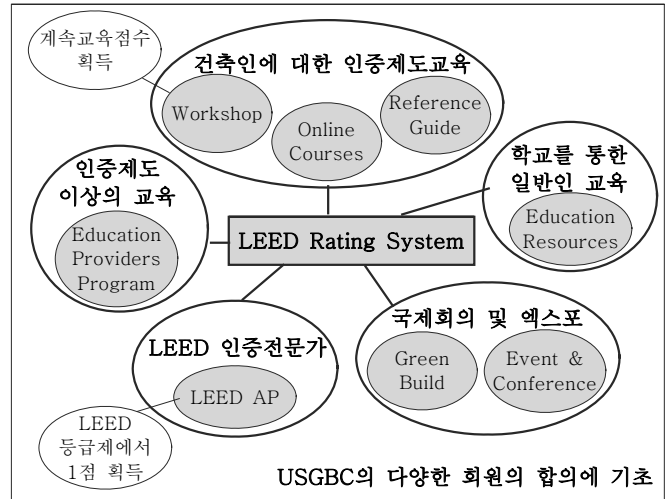 계속교육점수
획득
건축인에 대한 인증제도교육
Workshop
Online
Courses
Reference
Guide
인증제도
이상의 교육
Education
Providers
Program
LEED Rating System
학교를 통한
일반인 교육
Education
Resources
LEED 인증전문가
LEED AP
LEED
등급제에서
1점 획득
국제회의 및 엑스포
Green
Build
Event &
Conference
USGBC의 다양한 회원의 합의에 기초